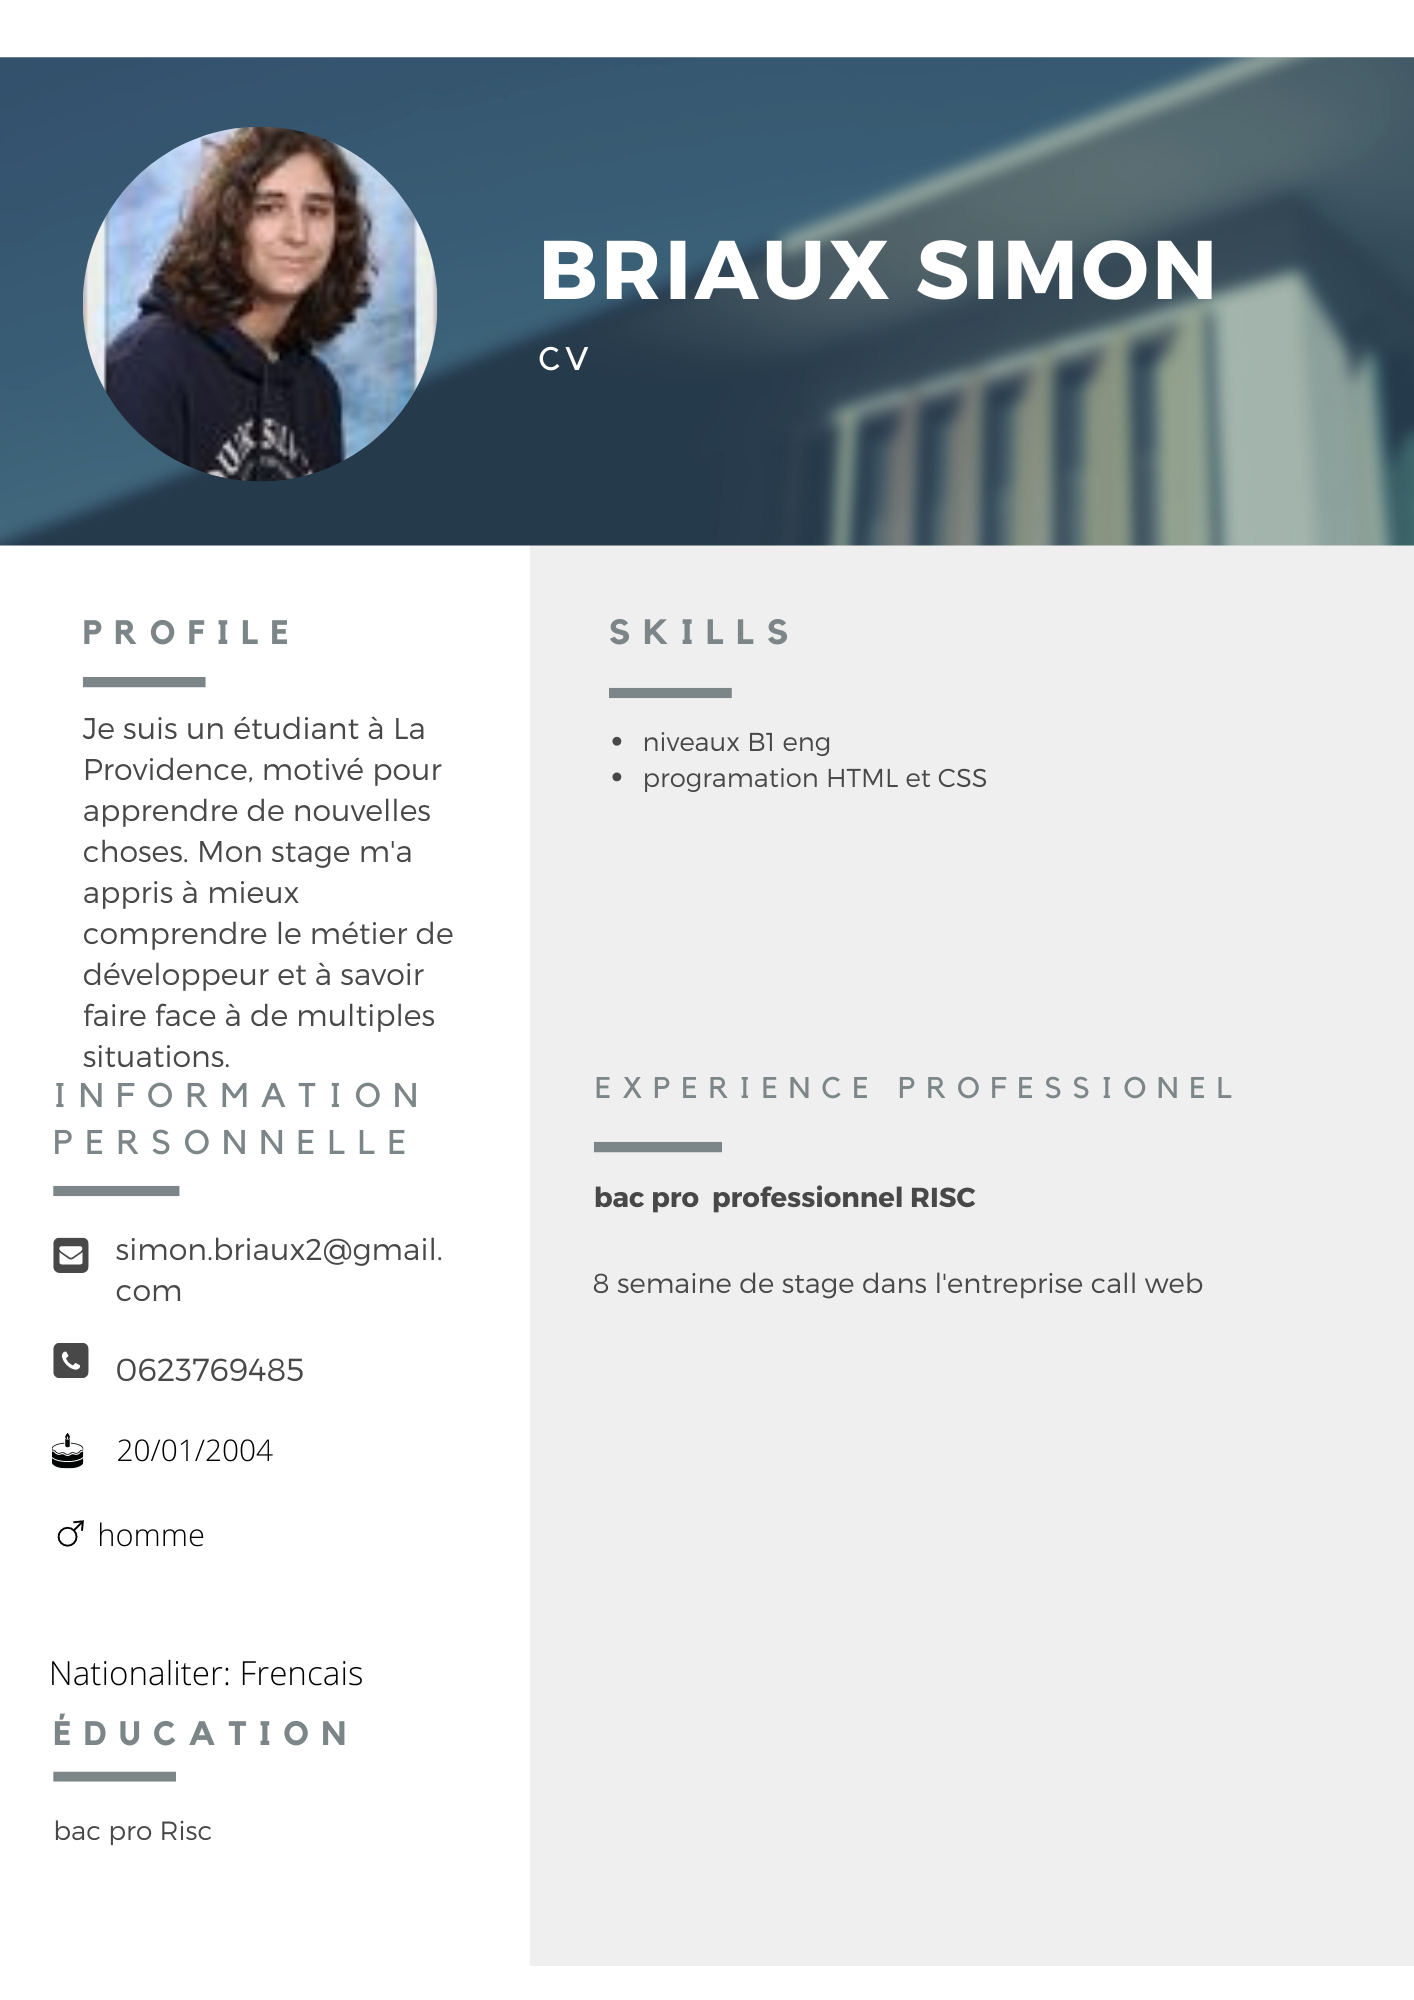 BRIAUX SIMON
CV
PROFILE
Je suis un étudiant à La
Providence, motivé pour
apprendre de nouvelles
choses. Mon stage m'a
appris à mieux
comprendre le métier de
développeur et à savoir
faire face à de multiples
situations.
INFORMATION
PERSONNELLE
simon.briaux2@gmail.
com
0623769485
20/01/2004
homme
Nationaliter: Frencais
ÉDUCATION
bac pro Risc
SKILLS
niveaux B1 eng
programation HTML et CSS
EXPERIENCE PROFESSIONEL
bac pro  professionnel RISC
8 semaine de stage dans l'entreprise call web